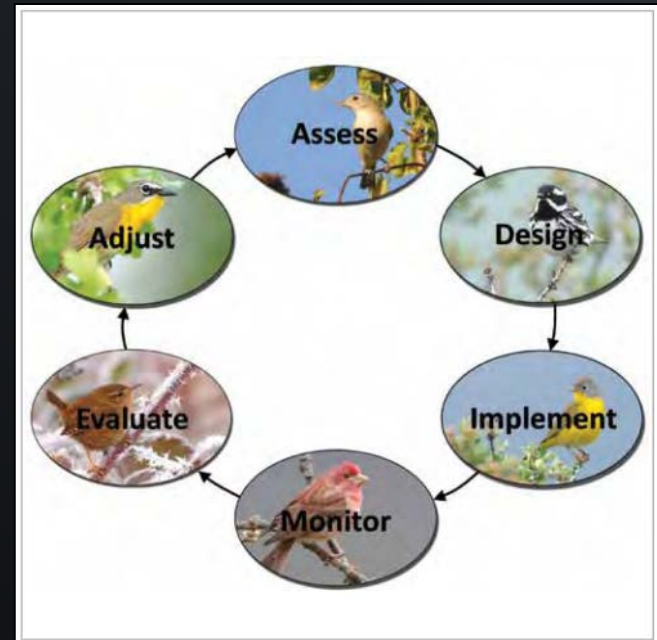 Assess
Design
Implement
Monitor
Evaluate
Adjust